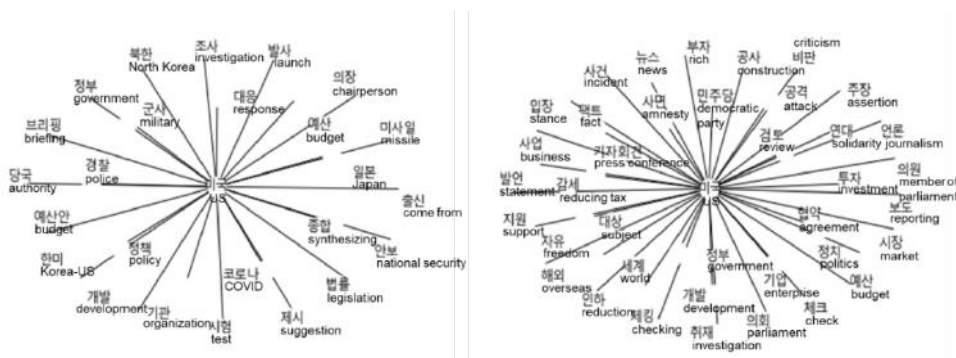 북한
North Korea
조사
investigation
발사
launch
의장
chairperson
정부
government
군사
military
대응
response
예산
budget
미사일
missile
브리핑
briefing
경찰
police
당국
authority
미국
US
일본
Japan
출신
come from
예산안
budget
정책
policy
종합
synthesizing
안보
national security
한미
Korea-US
코로나
COVID
법률
legislation
개발
development
기관
organization
시험
test
제시
suggestion
criticism
비판
부자
rich
뉴스
news
공사
construction
사건
incident
사면
amnesty
민주당
democratic
party
공격
attack
주장
assertion
입장
stance
팩트
fact
검토
review
연대
solidarity
언론
journalism
사업
business
기자회견
press conference
의원
member of
parliament
발언
statement
감세
reducing tax
미국
US
투자
investment
보도
reporting
지원
support
대상
subject
협약
agreement
시장
market
자유
freedom
정부
government
정치
politics
해외
overseas
세계
world
기업
enterprise
예산
budget
인하
reduction
체킹
checking
개발
development
의회
parliament
체크
check
취재
investigation